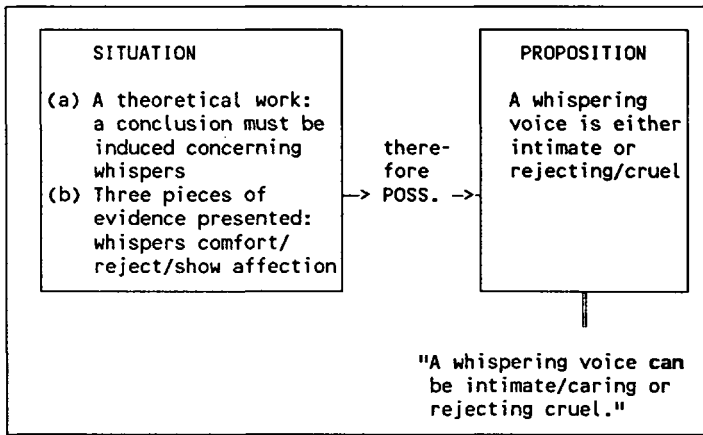 SITUATION
(a) A theoretical work:
a conclusion must be
induced concerning
whispers
(b) Three pieces of
evidence presented:
whispers comfort/
reject/show affection
there-
fore
—> POSS. —>
PROPOSITION
A whispering
voice is either
intimate or
rejecting/cruel
"A whispering voice can
be intimate/caring or
rejecting cruel."